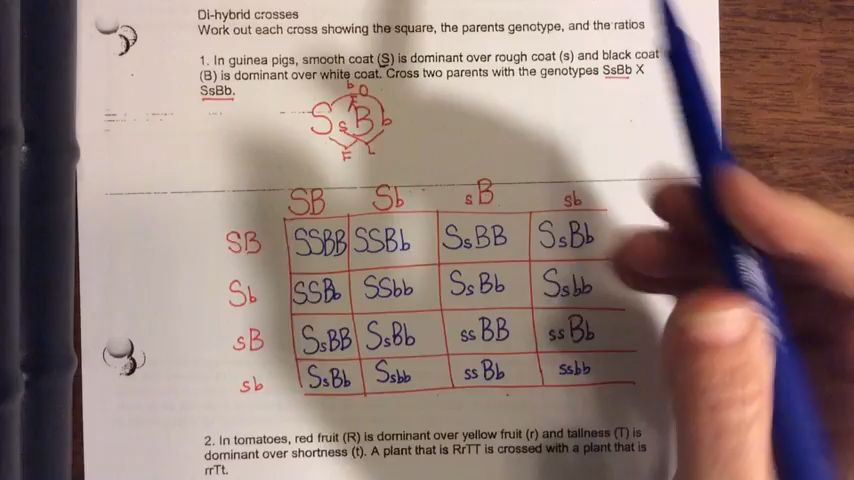 Di-hybrid crosses
Work out each cross showing the square, the parents genotype, and the ratios
1. In guinea pigs, smooth coat (S) is dominant over rough coat (s) and black coat
(B) is dominant over white coat. Cross two parents with the genotypes SsBb X
SsBb.
O
F
SsBb
F L
SB Sb sB sb
SB SSBB SSBb SsBB SsBb
Sb SSBb SSbb SsBb Ssbb
sB SsBB SsBb ssBB ssBb
sb SsBb Ssbb ssBb ssbb
2. In tomatoes, red fruit (R) is dominant over yellow fruit (r) and tallness (T) is
dominant over shortness (t). A plant that is RrTT is crossed with a plant that is
rrTt.